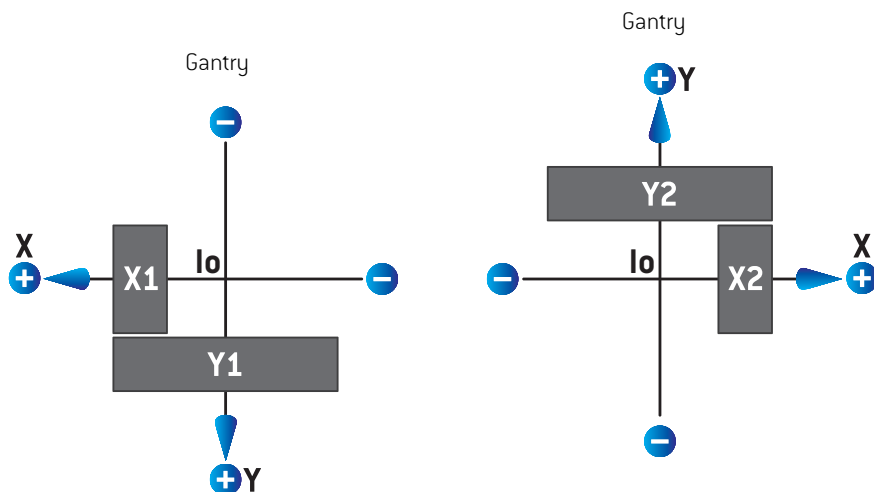 Gantry
−
X
+
X1
Io
−
Y1
+
Y
Gantry
+
Y
Y2
−
Io
X2
X
+
−